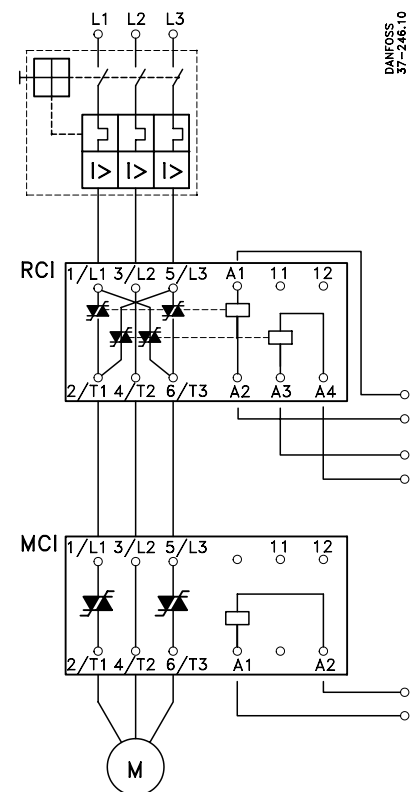 L1 L2 L3
DANFOSS
37-246.10
I> I> I>
RCI
1/L1 3/L2 5/L3 A1 11 12
2/T1 4/T2 6/T3 A2 A3 A4
MCI
1/L1 3/L2 5/L3 11 12
2/T1 4/T2 6/T3 A1 A2
M